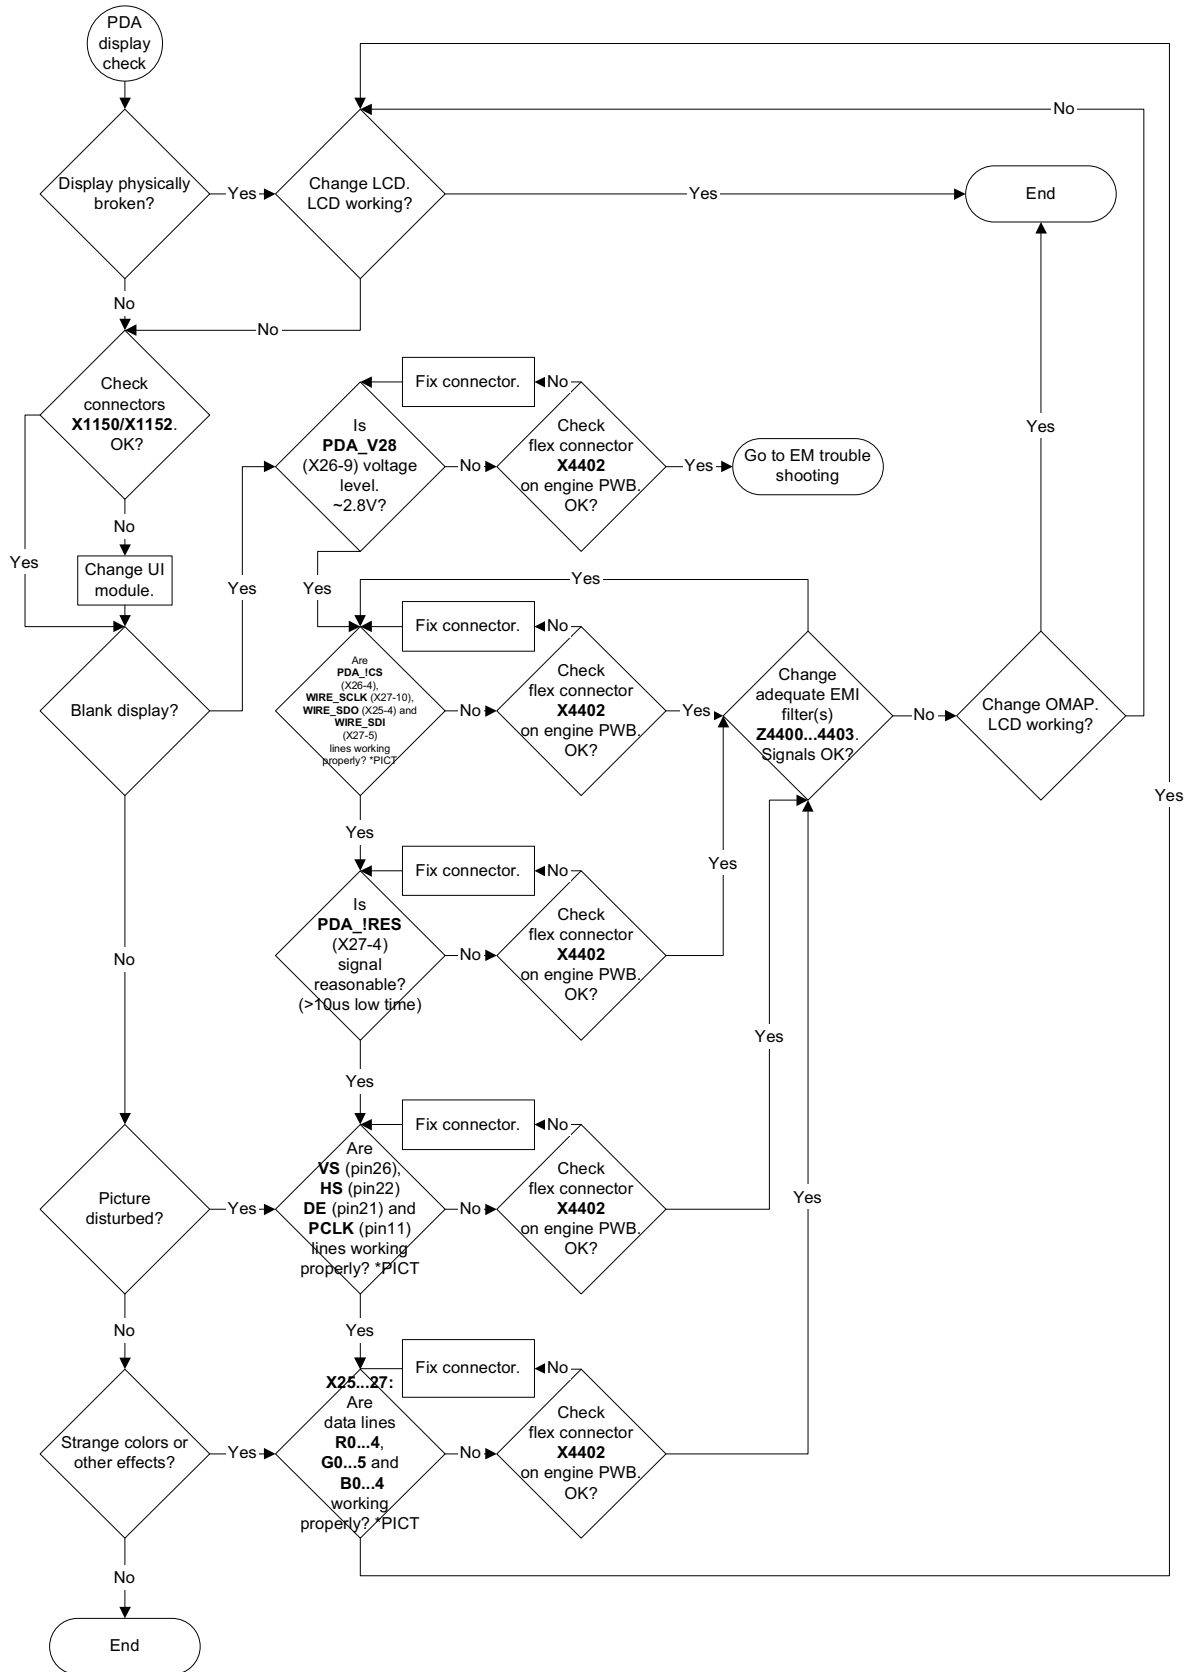 PDA
display
check
No
Display physically
broken?
Yes
Change LCD.
LCD working?
Yes
End
No
No
Check
connectors
X1150/X1152.
OK?
Is
PDA_V28
(X26-9) voltage
level.
~2.8V?
Fix connector.
No
Check
flex connector
X4402
on engine PWB.
OK?
No
Yes
Go to EM trouble
shooting
Yes
No
Yes
Change UI
module.
Yes
Yes
Yes
Blank display?
Are
PDA_!CS
(X26-4),
WIRE_SCLK (X27-10),
WIRE_SDO (X25-4) and
WIRE_SDI
(X27-5)
lines working
properly? *PICT
Fix connector.
No
No
Check
flex connector
X4402
on engine PWB.
OK?
Yes
Change
adequate EMI
filter(s)
Z4400...4403.
Signals OK?
No
Change OMAP.
LCD working?
Yes
Yes
No
Is
PDA_!RES
(X27-4)
signal
reasonable?
(>10us low time)
Fix connector.
No
No
Check
flex connector
X4402
on engine PWB.
OK?
Yes
Yes
Yes
Picture
disturbed?
Yes
Are
VS (pin26),
HS (pin22)
DE (pin21) and
PCLK (pin11)
lines working
properly? *PICT
Fix connector.
No
No
Check
flex connector
X4402
on engine PWB.
OK?
Yes
No
Yes
Strange colors or
other effects?
Yes
X25...27:
Are
data lines
R0...4,
G0...5 and
B0...4
working
properly? *PICT
Fix connector.
No
No
Check
flex connector
X4402
on engine PWB.
OK?
No
End